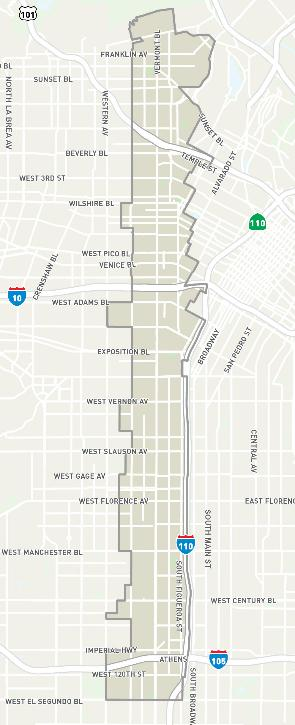 101
FRANKLIN AV
VERMONT BL
SUNSET BL
NORTH LA BREA AV
WESTERN AV
SUNSET BL
BEVERLY BL
TEMPLE ST
ALVARADO ST
WEST 3RD ST
WILSHIRE BL
110
WEST PICO BL
VENICE BL
CRENSHAW BL
10
WEST ADAMS BL
BROADWAY
SAN PEDRO ST
EXPOSITION BL
WEST VERNON AV
CENTRAL AV
WEST SLAUSON AV
WEST GAGE AV
WEST FLORENCE AV
EAST FLOREN
SOUTH MAIN ST
110
WEST MANCHESTER BL
SOUTH FIGUEROA ST
WEST CENTURY BL
IMPERIAL HWY
ATHENS
105
WEST 120TH ST
SOUTH BROADW
WEST EL SEGUNDO BL